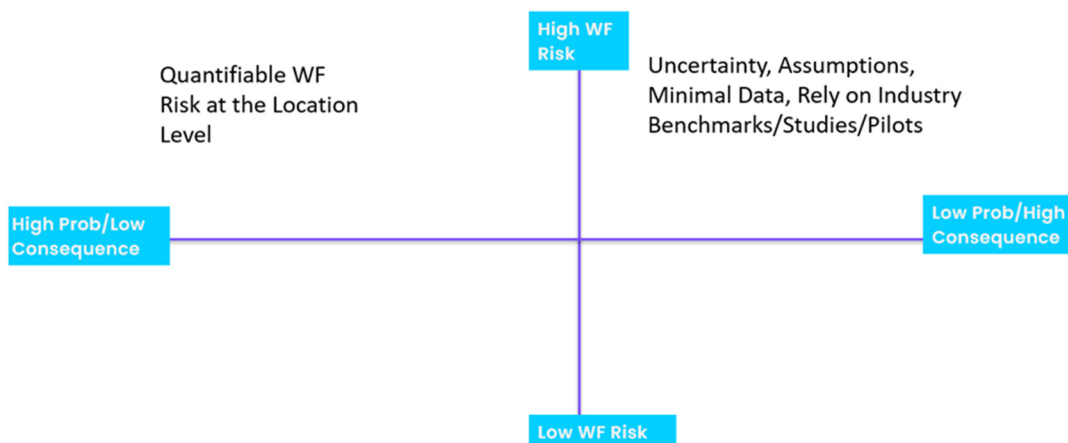 High WF
Risk
Quantifiable WF
Risk at the Location
Level
Uncertainty, Assumptions,
Minimal Data, Rely on Industry
Benchmarks/Studies/Pilots
High Prob/Low
Consequence
Low Prob/High
Consequence
Low WF Risk